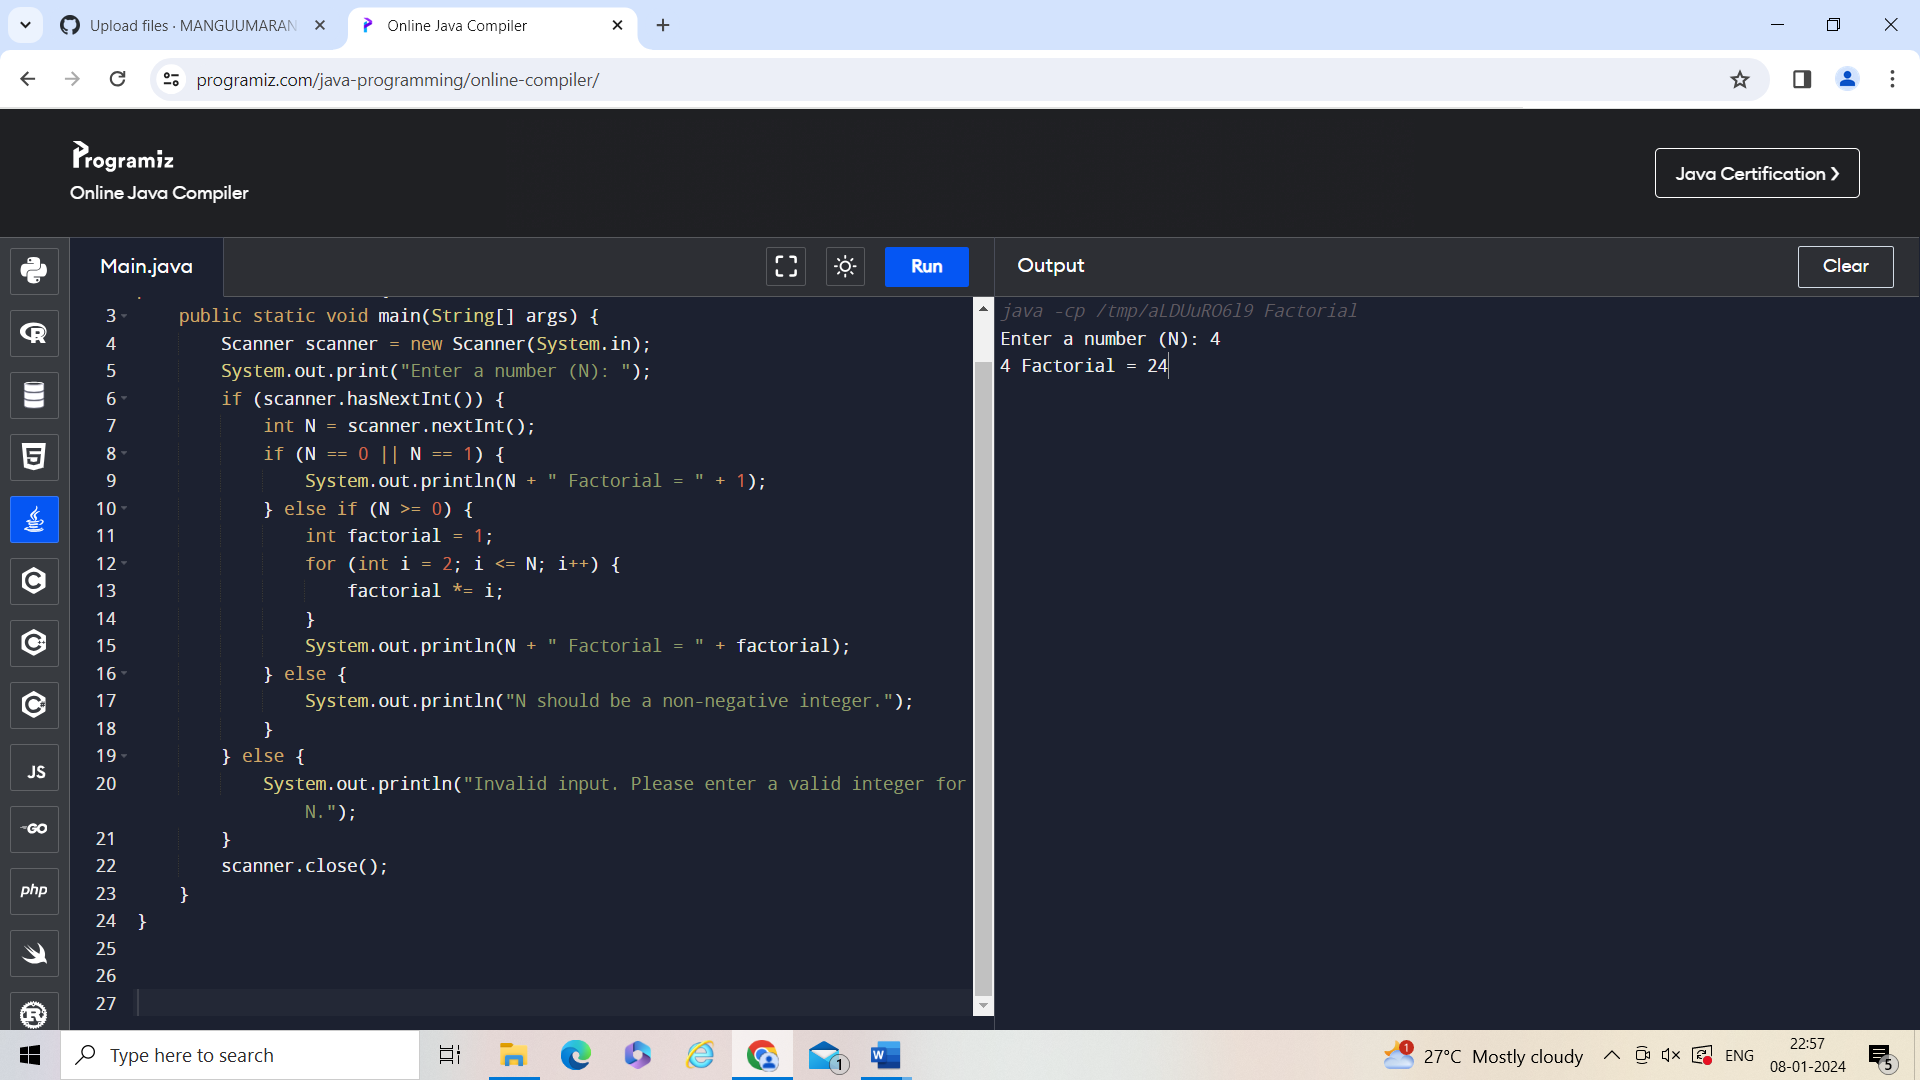 Upload files · MANGUUMARAN
Online Java Compiler
programiz.com/java-programming/online-compiler/
Programiz
Online Java Compiler
Java Certification ❯
Main.java
Run
Output
Clear
3 public static void main(String[] args) {
4 Scanner scanner = new Scanner(System.in);
5 System.out.print("Enter a number (N): ");
6 if (scanner.hasNextInt()) {
7 int N = scanner.nextInt();
8 if (N == 0 || N == 1) {
9 System.out.println(N + " Factorial = " + 1);
10 } else if (N >= 0) {
11 int factorial = 1;
12 for (int i = 2; i <= N; i++) {
13 factorial *= i;
14 }
15 System.out.println(N + " Factorial = " + factorial);
16 } else {
17 System.out.println("N should be a non-negative integer.");
18 }
19 } else {
20 System.out.println("Invalid input. Please enter a valid integer for
N.");
21 }
22 scanner.close();
23 }
24 }
25
26
27
java -cp /tmp/aLDUuRO6l9 Factorial
Enter a number (N): 4
4 Factorial = 24
JS
GO
php
Type here to search
1
1
27°C Mostly cloudy
ENG
22:57
08-01-2024
5